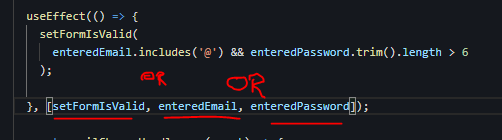 useEffect(() => {
setFormIsValid(
enteredEmail.includes('@') && enteredPassword.trim().length > 6
);
OR OR
}, [setFormIsValid, enteredEmail, enteredPassword]);